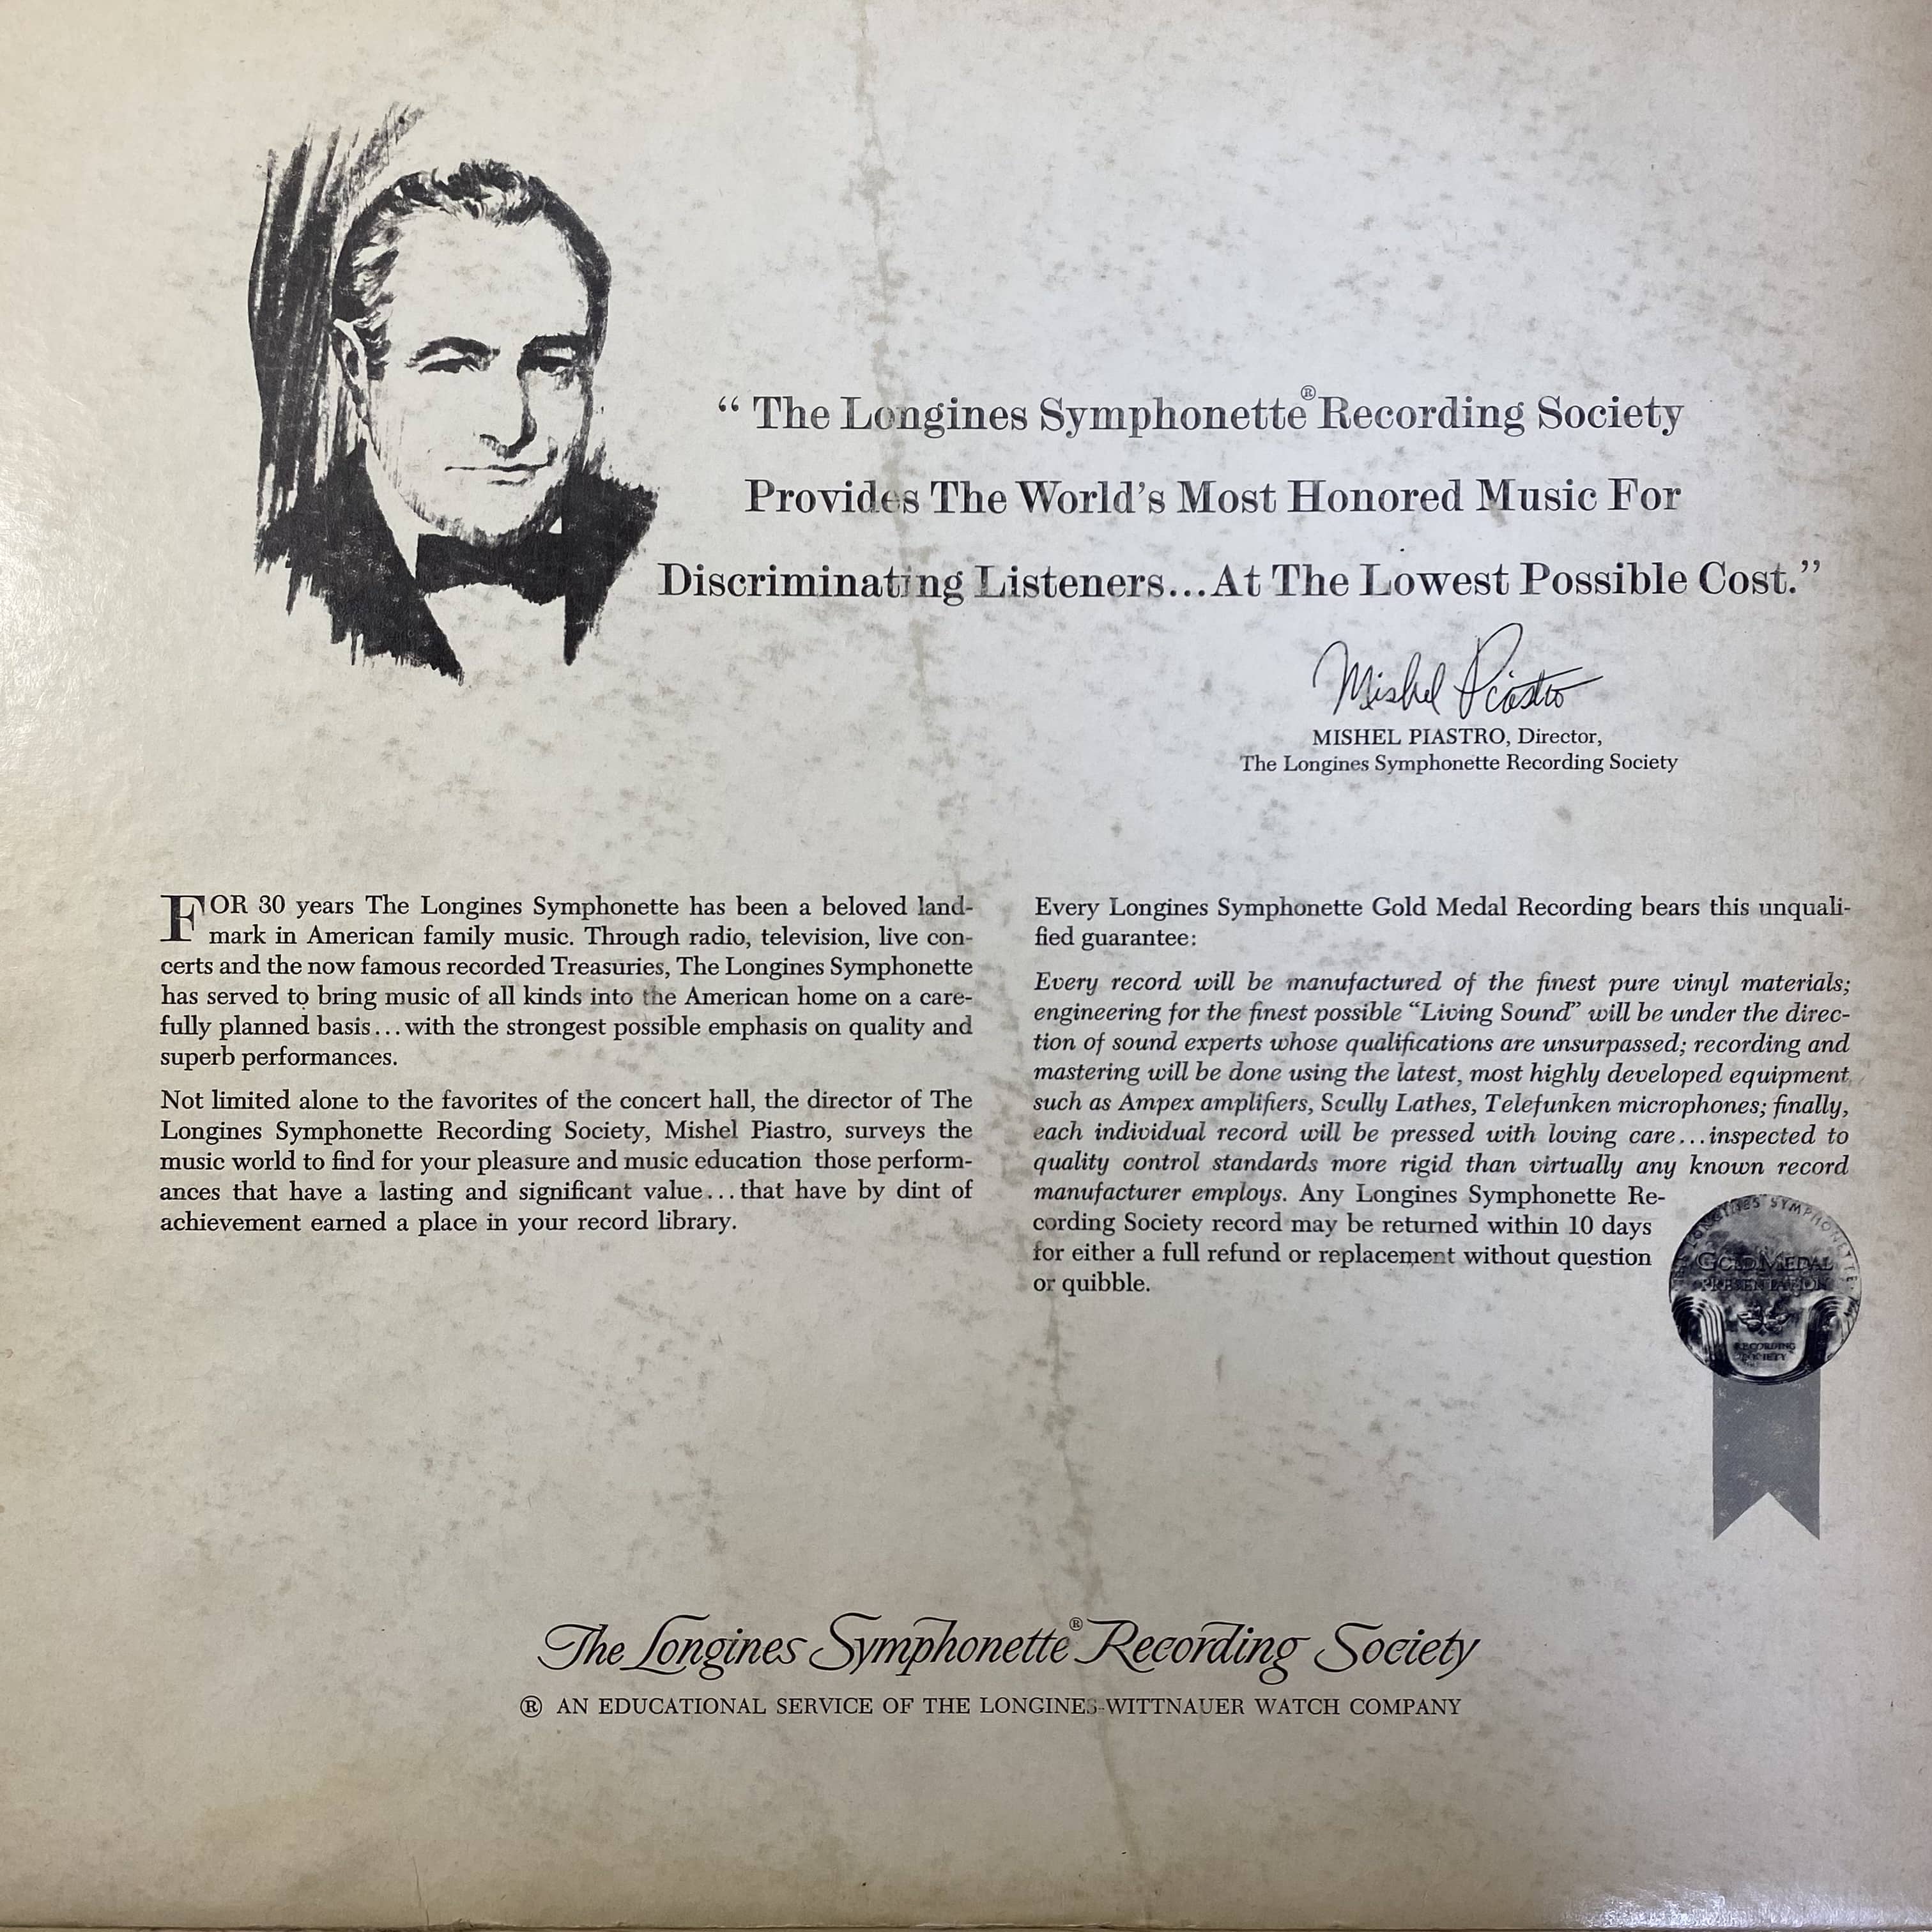 “ The Longines Symphonette® Recording Society
Provides The World’s Most Honored Music For
Discriminating Listeners...At The Lowest Possible Cost.”
Mishel Piastro
MISHEL PIASTRO, Director,
The Longines Symphonette Recording Society
FOR 30 years The Longines Symphonette has been a beloved land-
mark in American family music. Through radio, television, live con-
certs and the now famous recorded Treasuries, The Longines Symphonette
has served to bring music of all kinds into the American home on a care-
fully planned basis...with the strongest possible emphasis on quality and
superb performances.
Not limited alone to the favorites of the concert hall, the director of The
Longines Symphonette Recording Society, Mishel Piastro, surveys the
music world to find for your pleasure and music education those perform-
ances that have a lasting and significant value...that have by dint of
achievement earned a place in your record library.
Every Longines Symphonette Gold Medal Recording bears this unquali-
fied guarantee:
Every record will be manufactured of the finest pure vinyl materials;
engineering for the finest possible “Living Sound” will be under the direc-
tion of sound experts whose qualifications are unsurpassed; recording and
mastering will be done using the latest, most highly developed equipment
such as Ampex amplifiers, Scully Lathes, Telefunken microphones; finally,
each individual record will be pressed with loving care...inspected to
quality control standards more rigid than virtually any known record
manufacturer employs. Any Longines Symphonette Re-
cording Society record may be returned within 10 days
for either a full refund or replacement without question
or quibble.
THE LONGINES SYMPHONETTE
GOLD MEDAL
PRESENTATION
RECORDING
SOCIETY
The Longines Symphonette® Recording Society
® AN EDUCATIONAL SERVICE OF THE LONGINES-WITTNAUER WATCH COMPANY